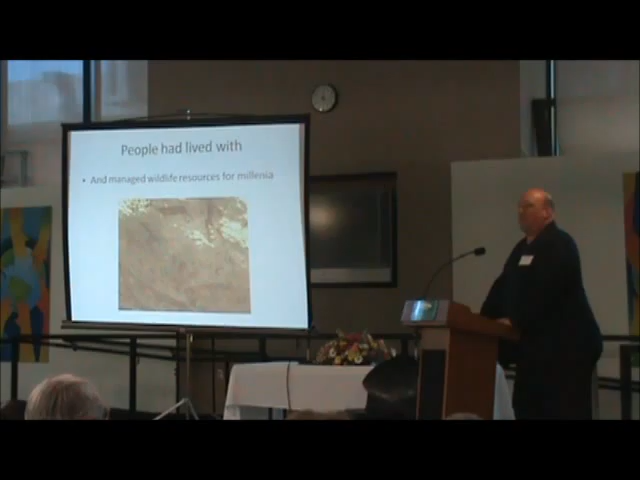 People had lived with
• And managed wildlife resources for millenia